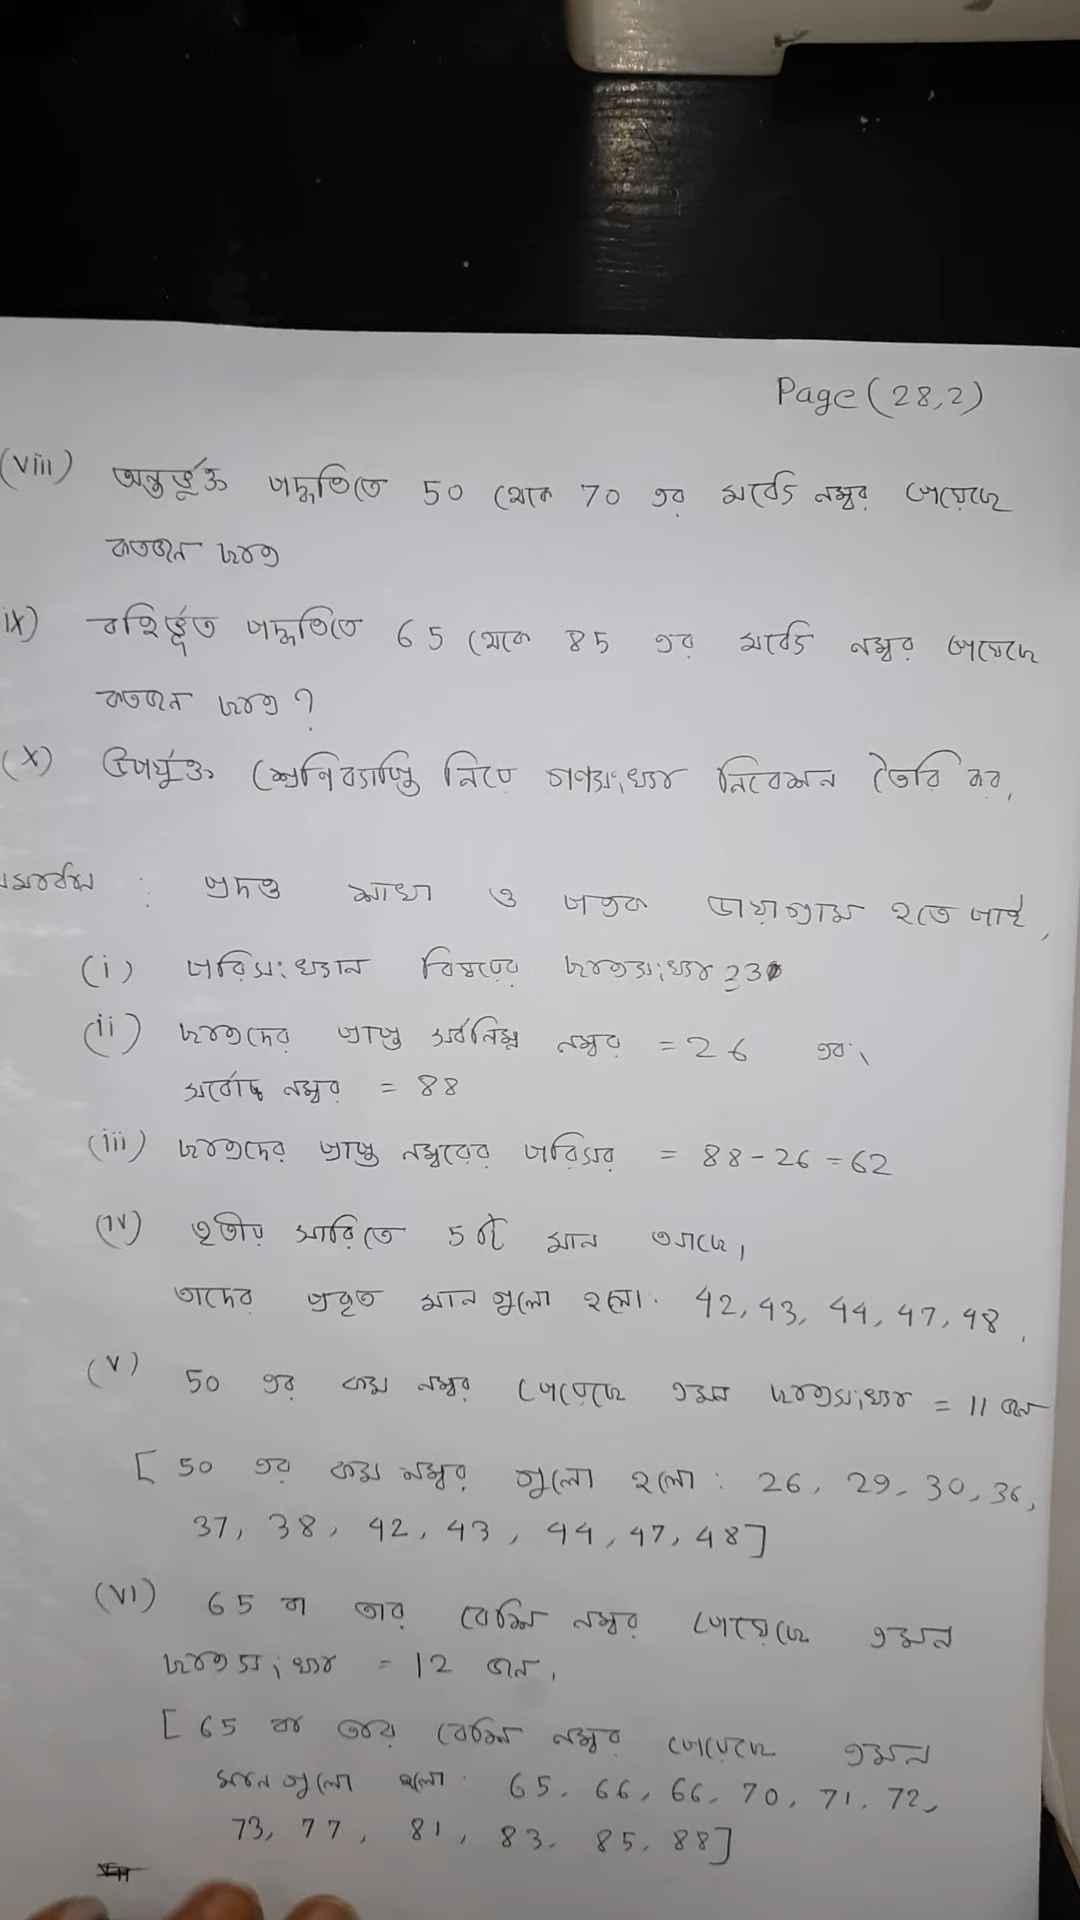 Page (28,2)
(viii) অন্তর্ভূক্ত পদ্ধতিতে 50 থেকে 70 এর মধ্যে নম্বর পেয়েছে
কতজন ছাত্র
ix) বহির্ভূত পদ্ধতিতে 65 থেকে 85 এর মধ্যে নম্বর পেয়েছে
কতজন ছাত্র ?
(x) উপর্যুক্ত শ্রেণিব্যাপ্তি নিয়ে গণসংখ্যা নিবেশন তৈরি কর,
: প্রদত্ত শাখা ও পত্রক ডায়াগ্রাম হতে পাই,
(i) পরিসংখ্যান বিষয়ের ছাত্রসংখ্যা = 30
(ii) ছাত্রদের প্রাপ্ত সর্বনিম্ন নম্বর = 26 এবং
সর্বোচ্চ নম্বর = 88
(iii) ছাত্রদের প্রাপ্ত নম্বরের পরিসর = 88 - 26 = 62
(iv) তৃতীয় সারিতে 5 টি মান আছে,
তাদের প্রকৃত মান গুলো হলো: 42, 43, 44, 47, 48.
(v) 50 এর কম নম্বর পেয়েছে এমন ছাত্রসংখ্যা = 11 জন
[ 50 এর কম নম্বর গুলো হলো : 26, 29, 30, 36,
37, 38, 42, 43, 44, 47, 48 ]
(vi) 65 বা তার বেশি নম্বর পেয়েছে এমন
ছাত্রসংখ্যা = 12 জন,
[ 65 বা তার বেশি নম্বর পেয়েছে এমন
মান গুলো হলো: 65, 66, 66, 70, 71, 72,
73, 77, 81, 83, 85, 88 ]